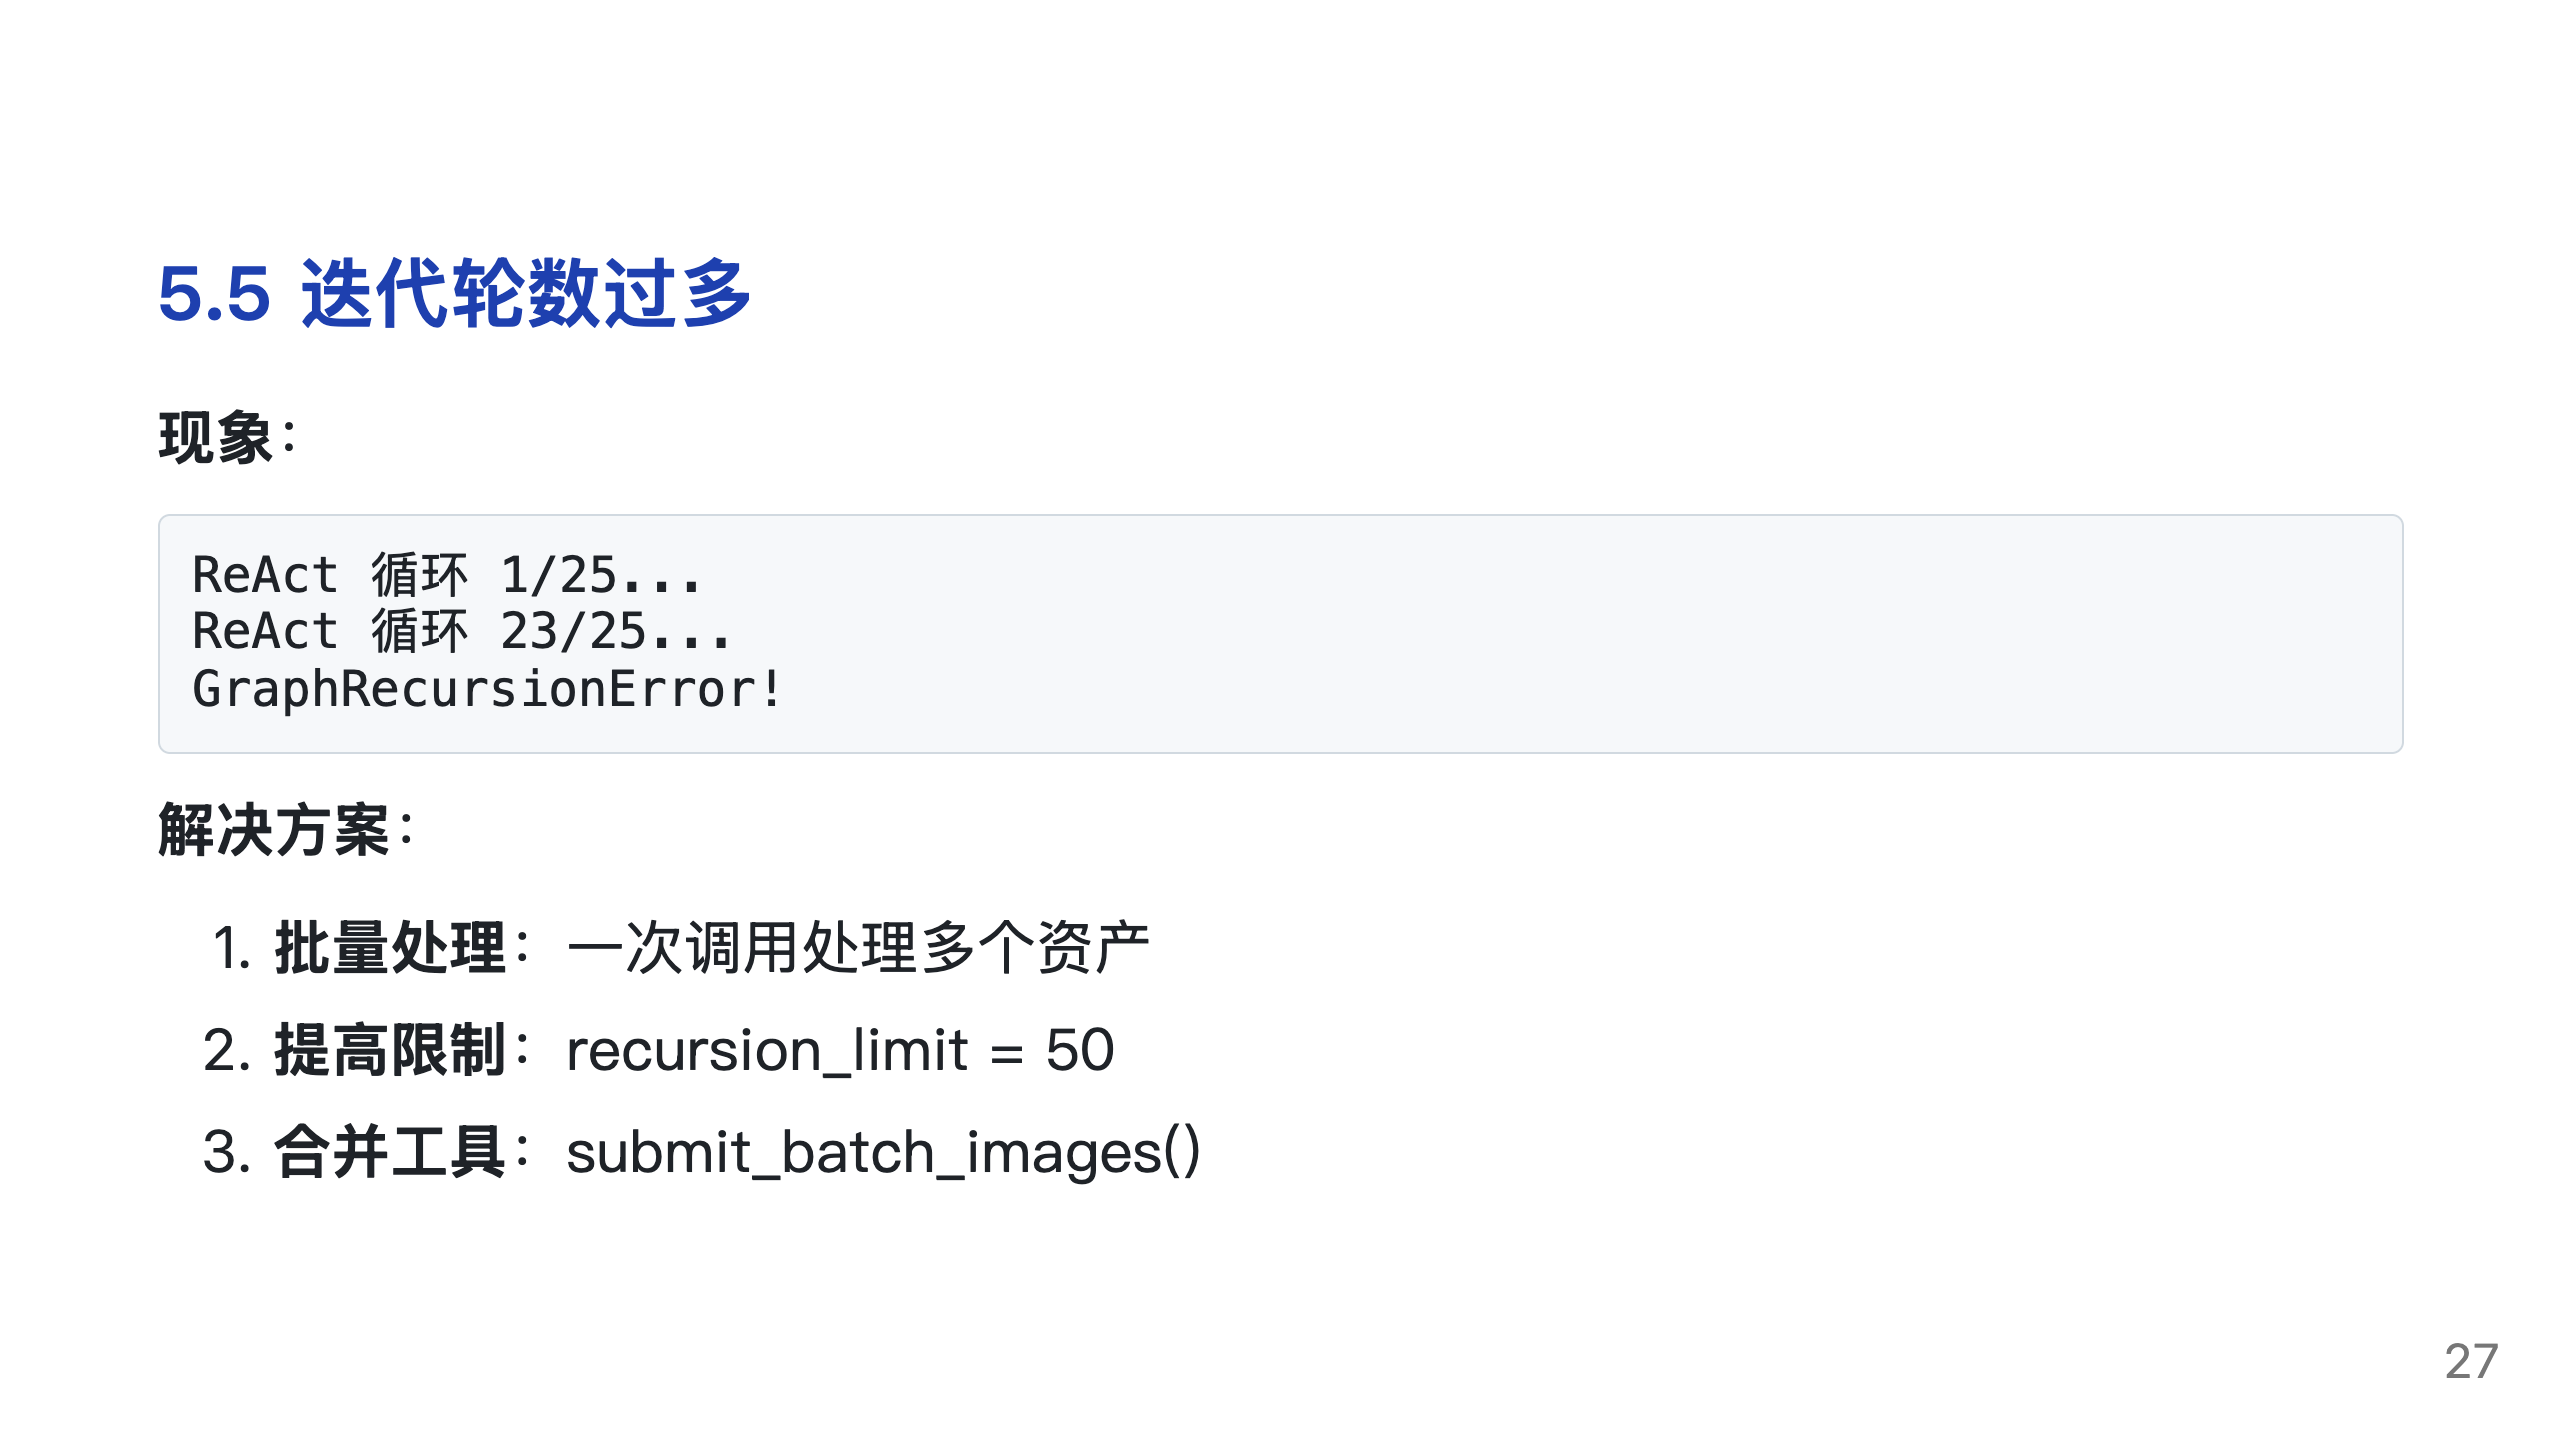 5.5 迭代轮数过多
现象：
ReAct 循环 1/25...
ReAct 循环 23/25...
GraphRecursionError!
解决方案：
1. 批量处理：一次调用处理多个资产
2. 提高限制：recursion_limit = 50
3. 合并工具：submit_batch_images()
27